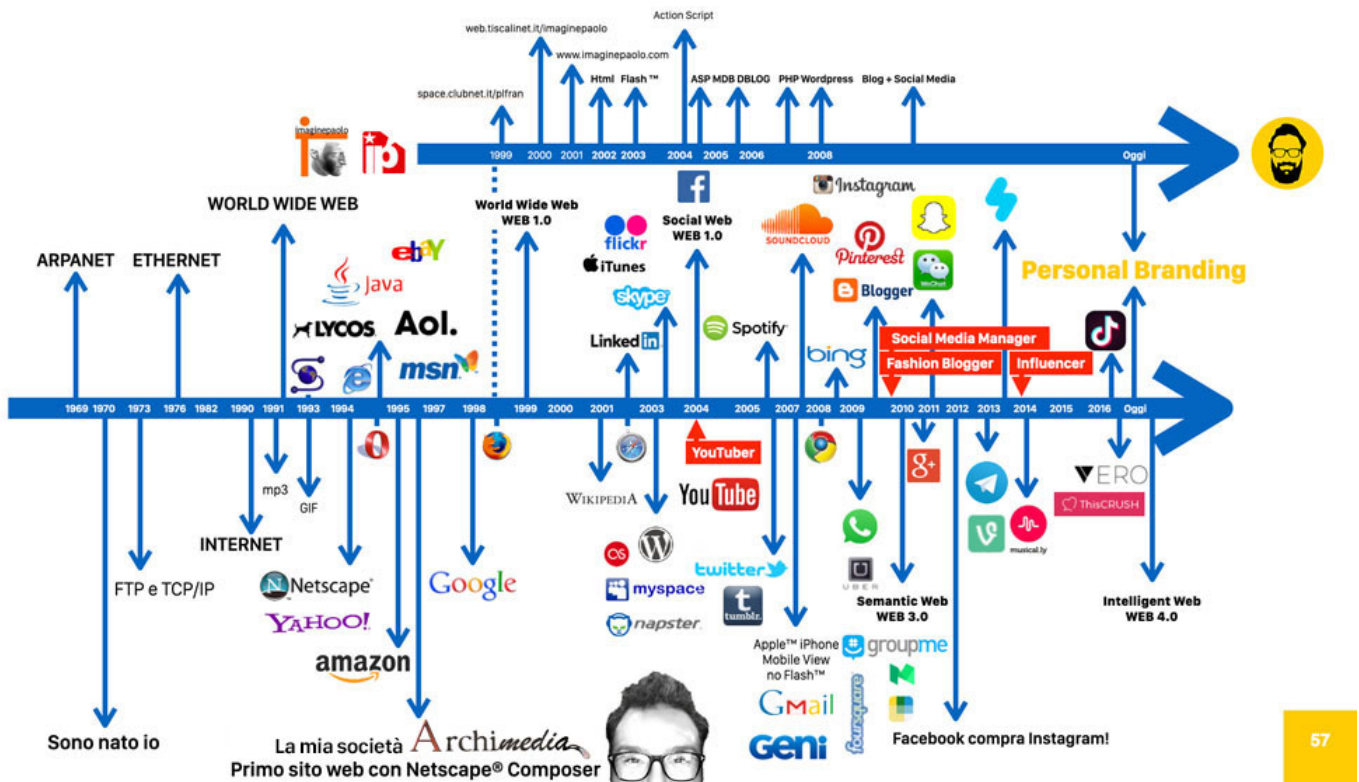 Action Script
web.tiscalinet.it/imaginepaolo
www.imaginepaolo.com
Html Flash ™ ASP MDB DBLOG PHP Wordpress Blog + Social Media
space.clubnet.it/plfran
imaginepaolo
1999 2000 2001 2002 2003 2004 2005 2006 2008 Oggi
Instagram
WORLD WIDE WEB
World Wide Web
WEB 1.0
flickr
Social Web
WEB 1.0
SOUNDCLOUD
Pinterest
ARPANET ETHERNET
ebay
Java
iTunes
WeChat
Personal Branding
skype
Blogger
LYCOS Aol.
Spotify
Social Media Manager
Linked in
bing
Fashion Blogger Influencer
msn
1969 1970 1973 1976 1982 1990 1991 1993 1994 1995 1997 1998 1999 2000 2001 2003 2004 2005 2007 2008 2009 2010 2011 2012 2013 2014 2015 2016 Oggi
YouTuber
g+
mp3
GIF
WIKIPEDIA
You Tube
VERO
ThisCRUSH
musical.ly
INTERNET
FTP e TCP/IP
Netscape®
Google
twitter
myspace
UBER
Semantic Web
WEB 3.0
Intelligent Web
WEB 4.0
YAHOO!
tumblr.
napster
amazon
Apple™ iPhone
Mobile View
no Flash™
groupme
Gmail
foursquare
Geni
Sono nato io
La mia società Archimedia
Primo sito web con Netscape® Composer
Facebook compra Instagram!
57